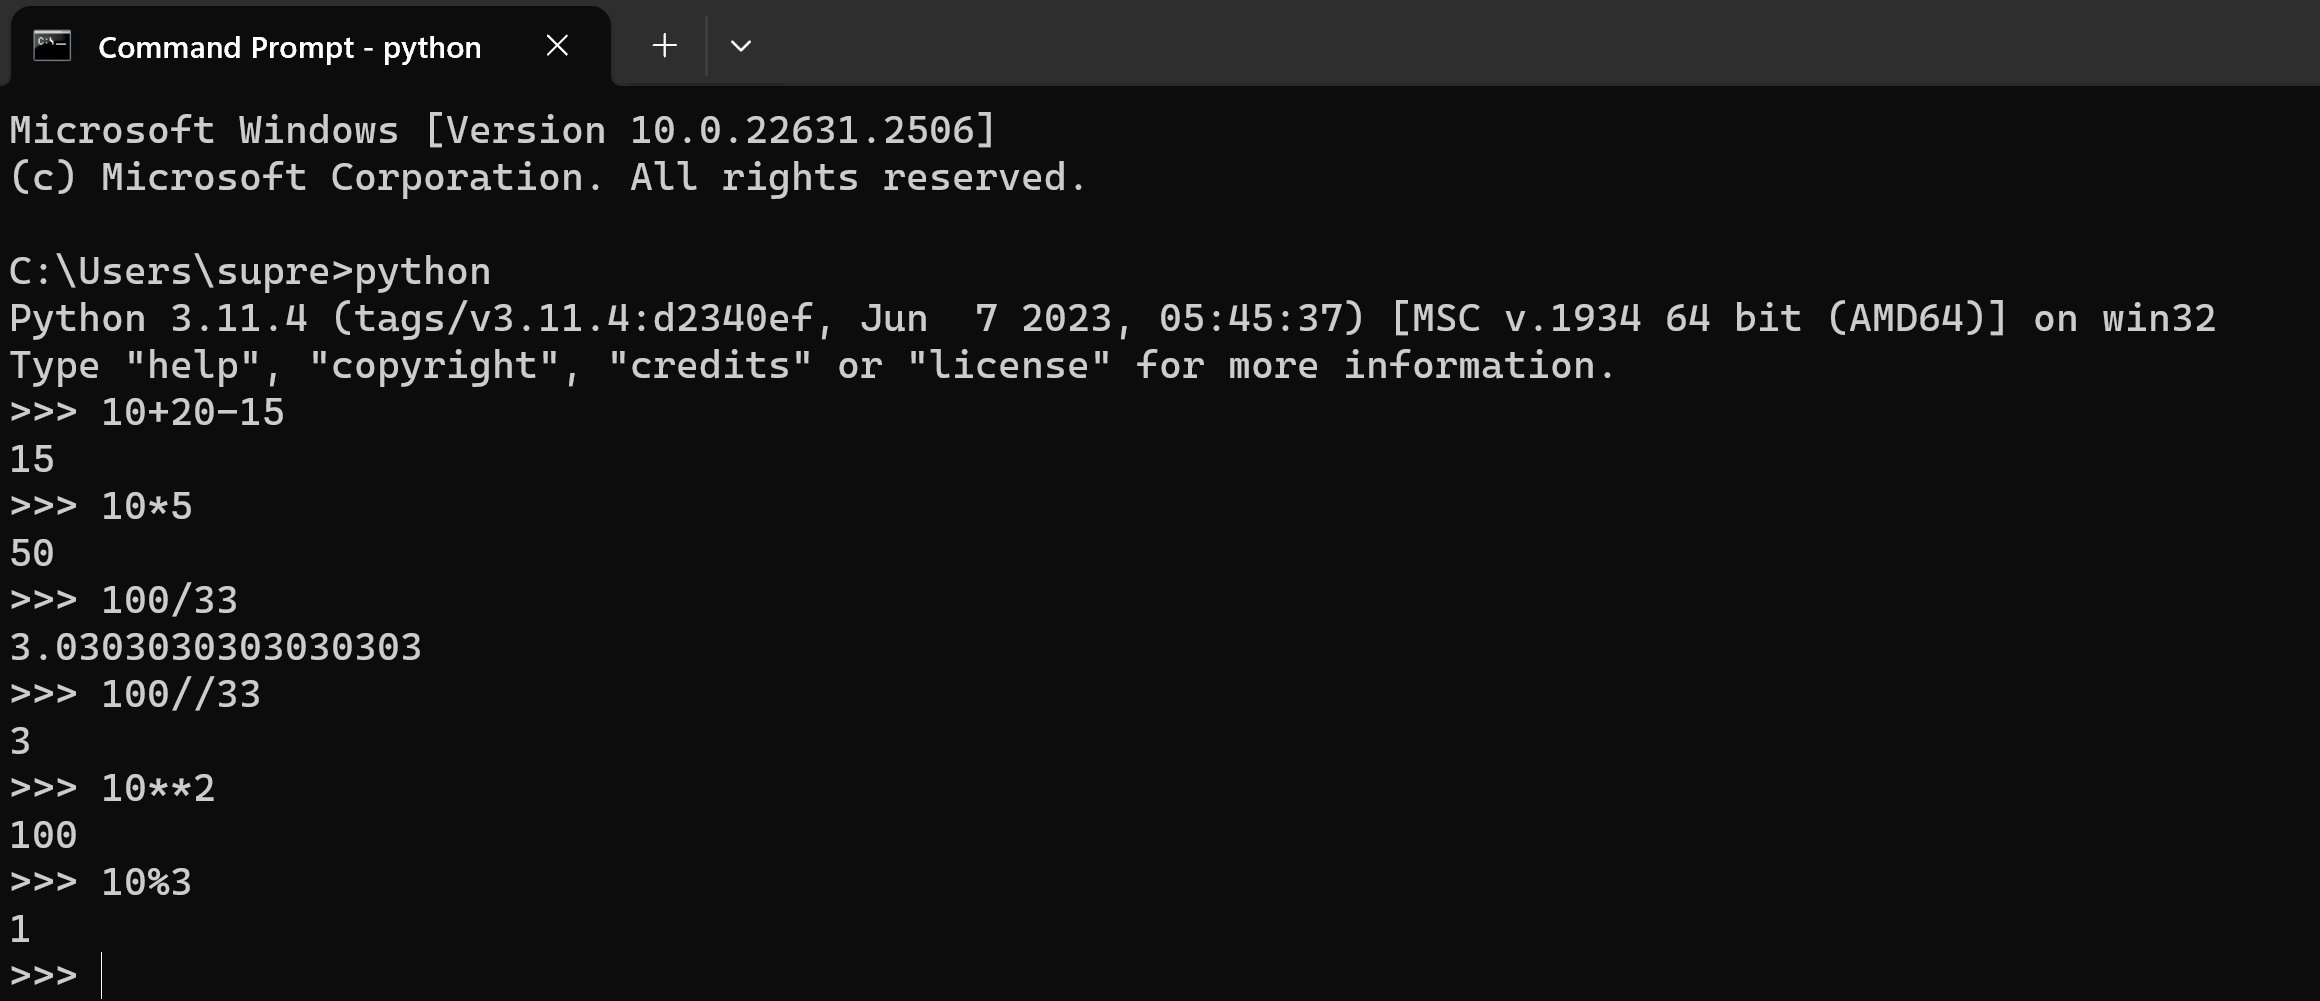 Command Prompt - python
Microsoft Windows [Version 10.0.22631.2506]
(c) Microsoft Corporation. All rights reserved.
C:\Users\supre>python
Python 3.11.4 (tags/v3.11.4:d2340ef, Jun  7 2023, 05:45:37) [MSC v.1934 64 bit (AMD64)] on win32
Type "help", "copyright", "credits" or "license" for more information.
>>> 10+20-15
15
>>> 10*5
50
>>> 100/33
3.0303030303030303
>>> 100//33
3
>>> 10**2
100
>>> 10%3
1
>>>